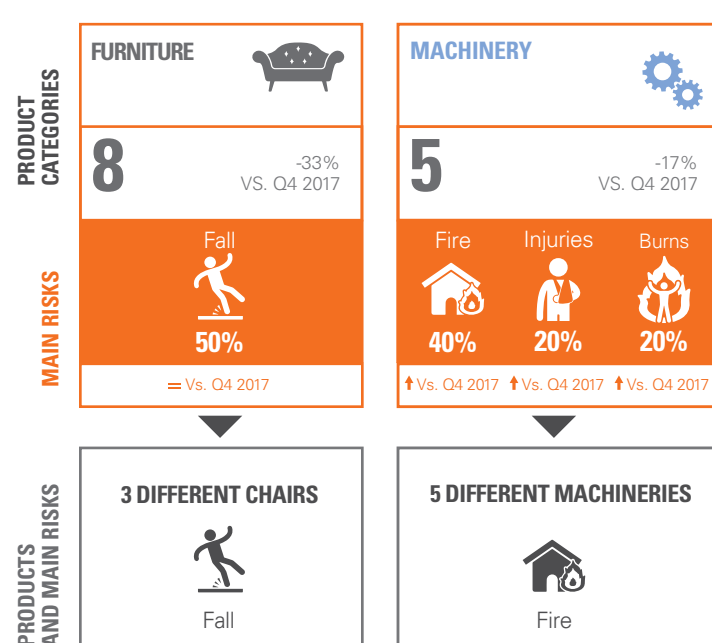 PRODUCT
CATEGORIES
FURNITURE
8
-33%
VS. Q4 2017
MACHINERY
5
-17%
VS. Q4 2017
MAIN RISKS
Fall
50%
= Vs. Q4 2017
Fire
40%
Vs. Q4 2017
Injuries
20%
Vs. Q4 2017
Burns
20%
Vs. Q4 2017
PRODUCTS
AND MAIN RISKS
3 DIFFERENT CHAIRS
Fall
5 DIFFERENT MACHINERIES
Fire